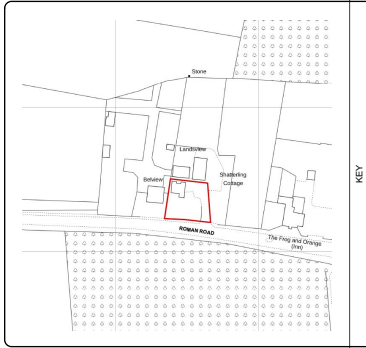 Stone
Landsview
Belview
Shatterling
Cottage
ROMAN ROAD
The Frog and Orange
(Inn)
KEY